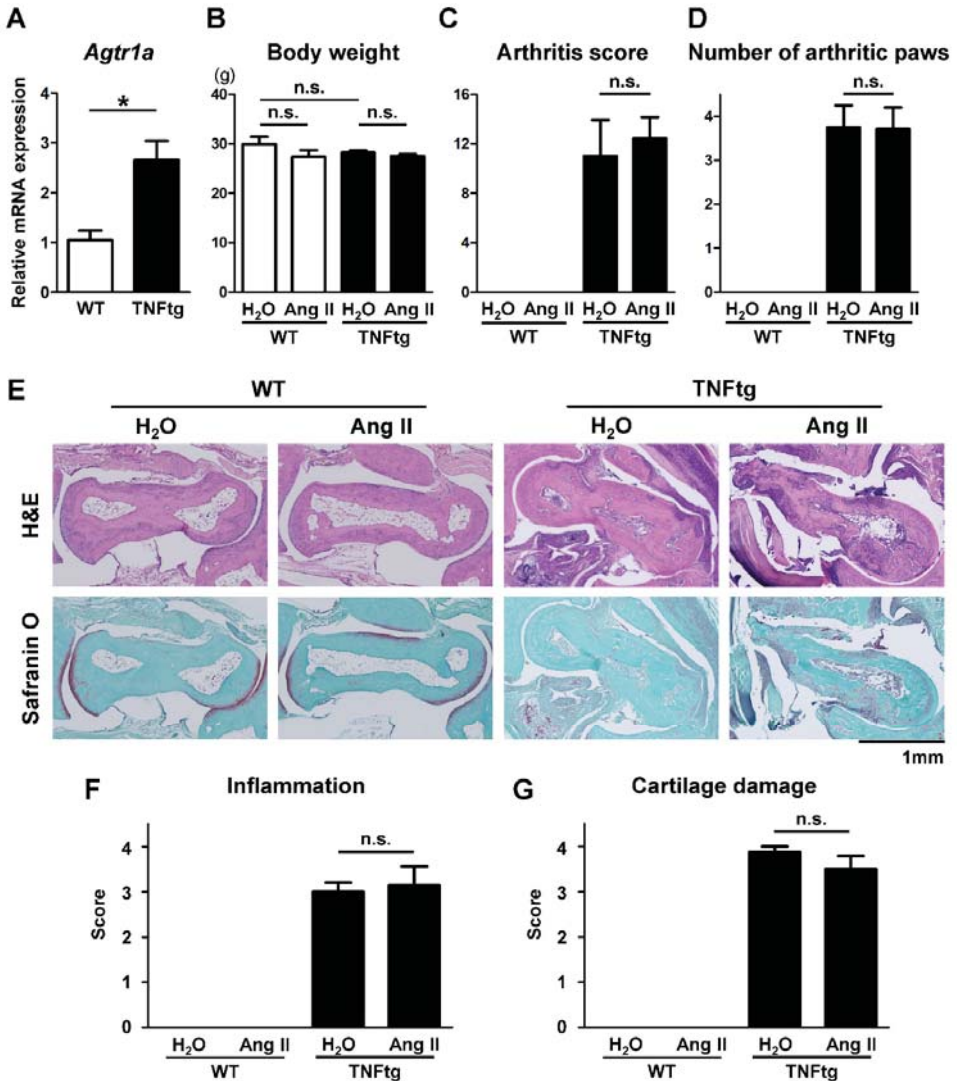 A
Agtr1a
Relative mRNA expression
4
3
2
1
0
*
WT TNFtg
B
Body weight
(g)
40
30
20
10
0
n.s.
n.s. n.s.
H₂O Ang II H₂O Ang II
WT TNFtg
C
Arthritis score
16
12
8
4
0
n.s.
H₂O Ang II H₂O Ang II
WT TNFtg
D
Number of arthritic paws
4
3
2
1
0
n.s.
H₂O Ang II H₂O Ang II
WT TNFtg
E
WT TNFtg
H₂O Ang II H₂O Ang II
H&E
Safranin O
1mm
F
Inflammation
Score
4
3
2
1
0
n.s.
H₂O Ang II H₂O Ang II
WT TNFtg
G
Cartilage damage
Score
4
3
2
1
0
n.s.
H₂O Ang II H₂O Ang II
WT TNFtg